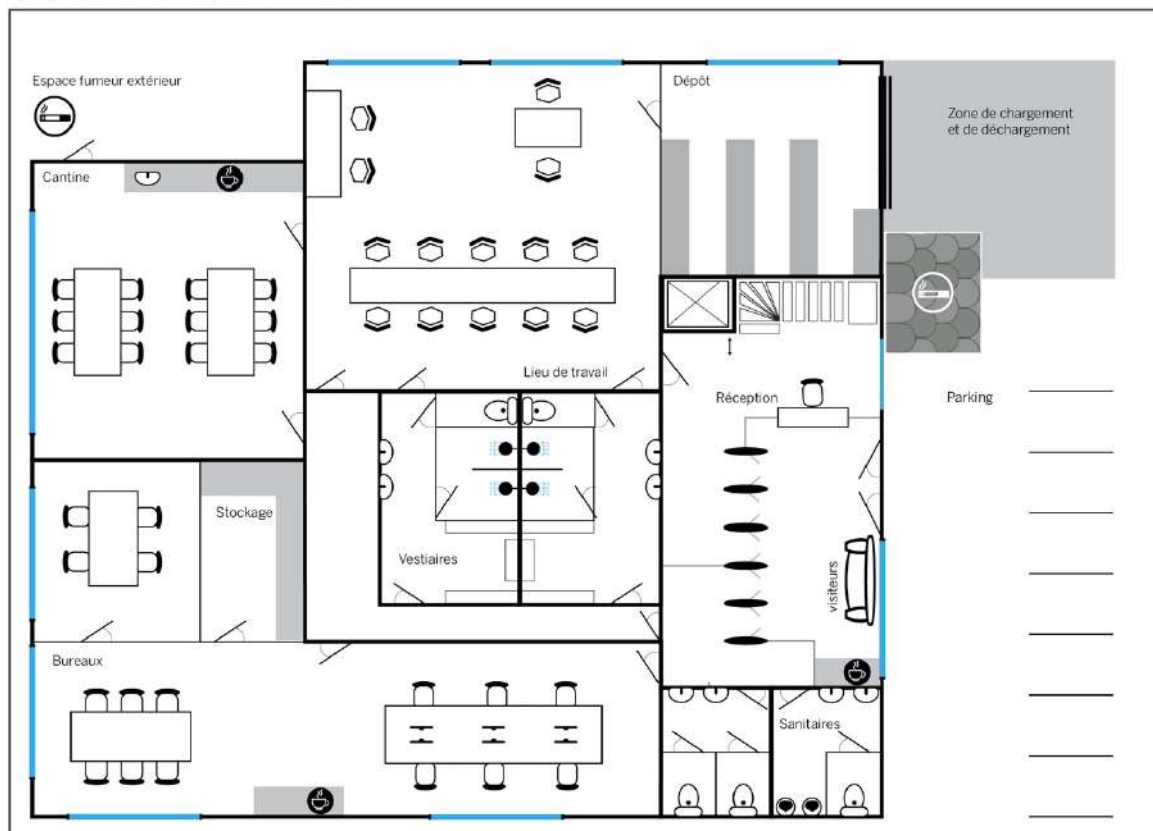 Espace fumeur extérieur
Dépôt
Zone de chargement
et de déchargement
Cantine
Lieu de travail
Réception
Parking
Stockage
Vestiaires
visiteurs
Bureaux
Sanitaires